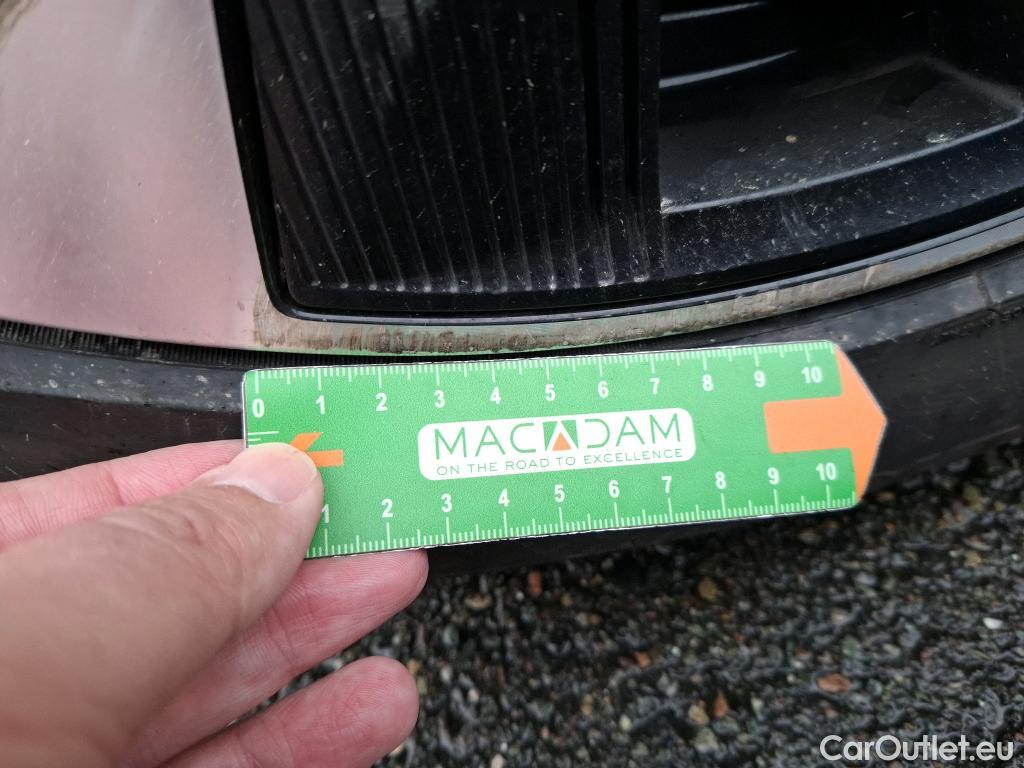 0 1 2 3 4 5 6 7 8 9 10
MACADAM
ON THE ROAD TO EXCELLENCE
1 2 3 4 5 6 7 8 9 10
CarOutlet.eu